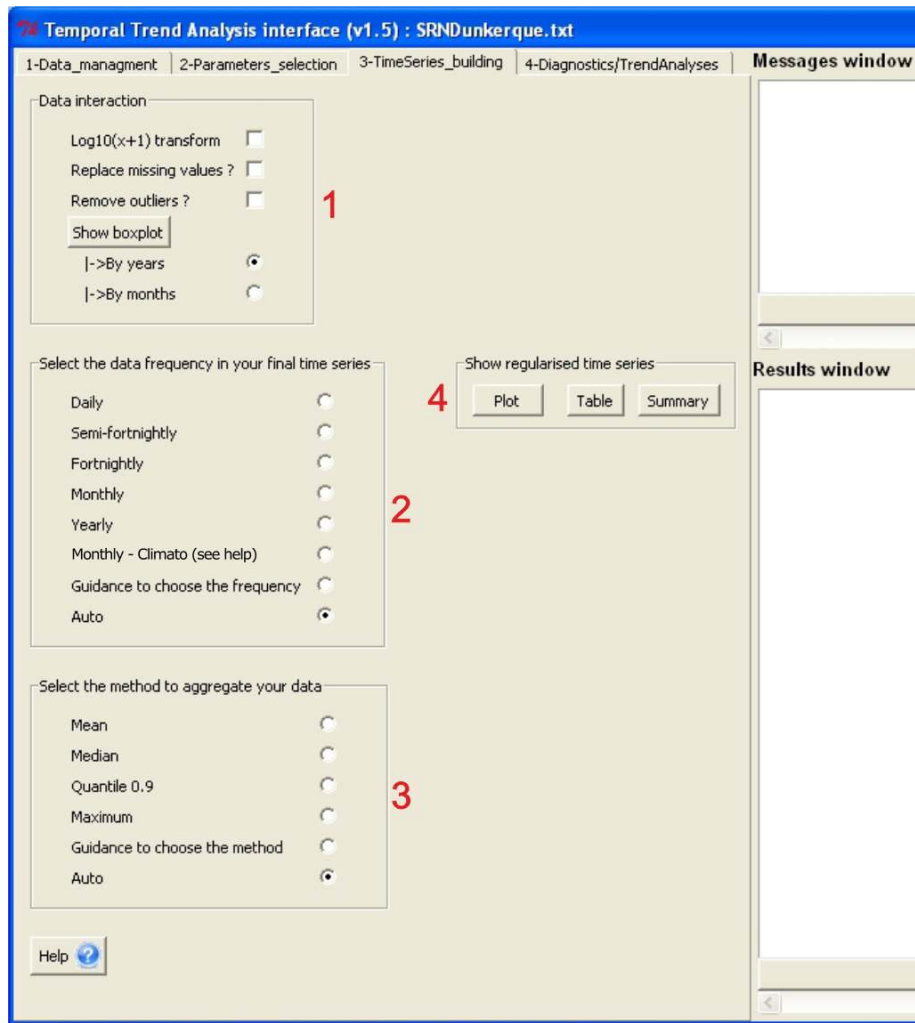 Temporal Trend Analysis interface (v1.5) : SRNDunkerque.txt
1-Data_managment 2-Parameters_selection 3-TimeSeries_building 4-Diagnostics/TrendAnalyses Messages window
Data interaction
Log10(x+1) transform
Replace missing values ?
Remove outliers ?
1
Show boxplot
|->By years
|->By months
Select the data frequency in your final time series
Daily
Semi-fortnightly
Fortnightly
Monthly
Yearly
Monthly - Climato (see help)
Guidance to choose the frequency
Auto
2
Show regularised time series
4
Plot Table Summary
Results window
Select the method to aggregate your data
Mean
Median
Quantile 0.9
Maximum
Guidance to choose the method
Auto
3
Help ?